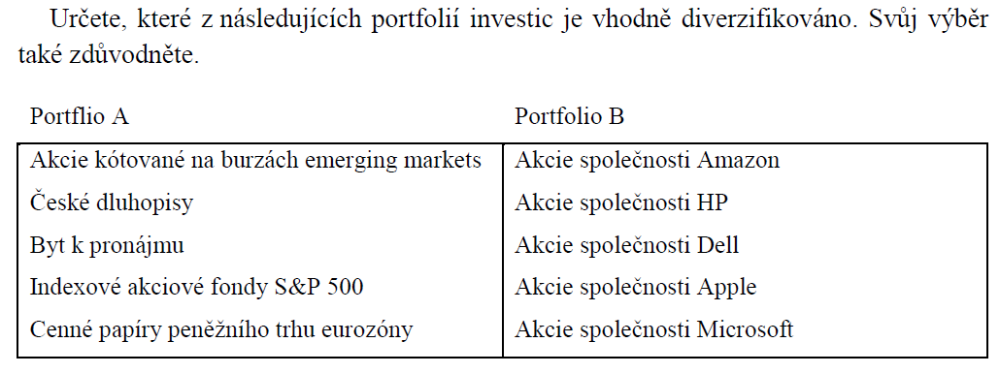 Určete, které z následujících portfolií investic je vhodně diverzifikováno. Svůj výběr
také zdůvodněte.
Portflio A
Portfolio B
Akcie kótované na burzách emerging markets
Akcie společnosti Amazon
České dluhopisy
Akcie společnosti HP
Byt k pronájmu
Akcie společnosti Dell
Indexové akciové fondy S&P 500
Akcie společnosti Apple
Cenné papíry peněžního trhu eurozóny
Akcie společnosti Microsoft